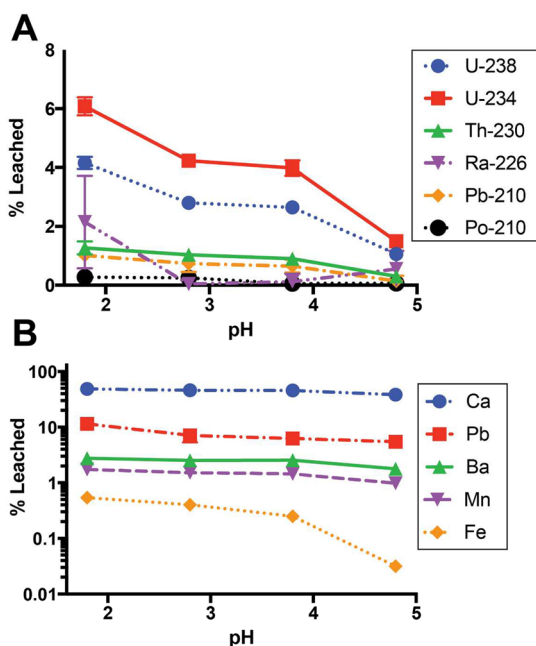 A
8
6
4
2
0
% Leached
2
3
4
5
pH
U-238
U-234
Th-230
Ra-226
Pb-210
Po-210
B
100
10
1
0.1
0.01
% Leached
2
3
4
5
pH
Ca
Pb
Ba
Mn
Fe